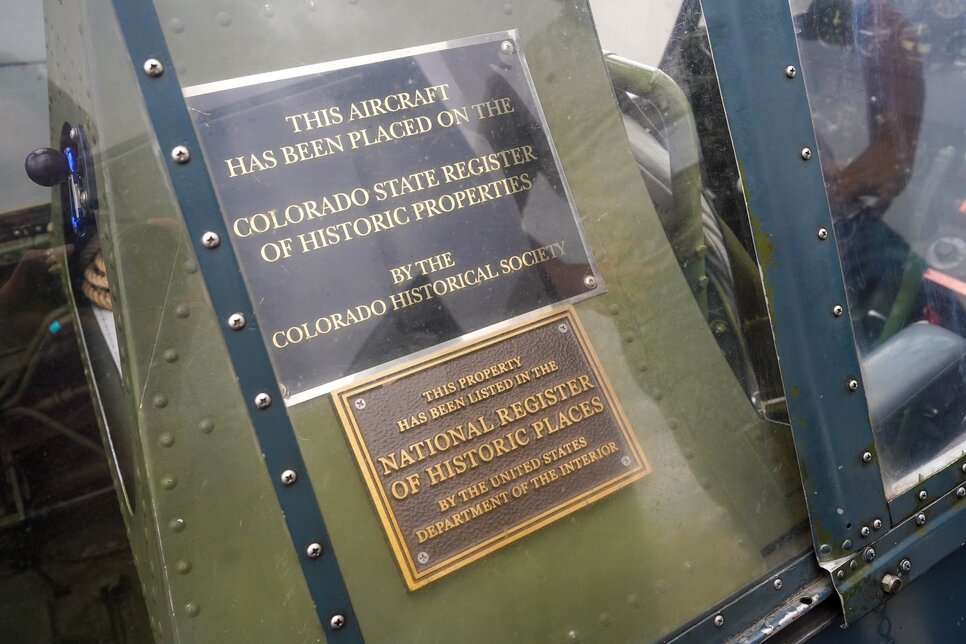 THIS AIRCRAFT
HAS BEEN PLACED ON THE
COLORADO STATE REGISTER
OF HISTORIC PROPERTIES
BY THE
COLORADO HISTORICAL SOCIETY
THIS PROPERTY
HAS BEEN LISTED IN THE
NATIONAL REGISTER
OF HISTORIC PLACES
BY THE UNITED STATES
DEPARTMENT OF THE INTERIOR